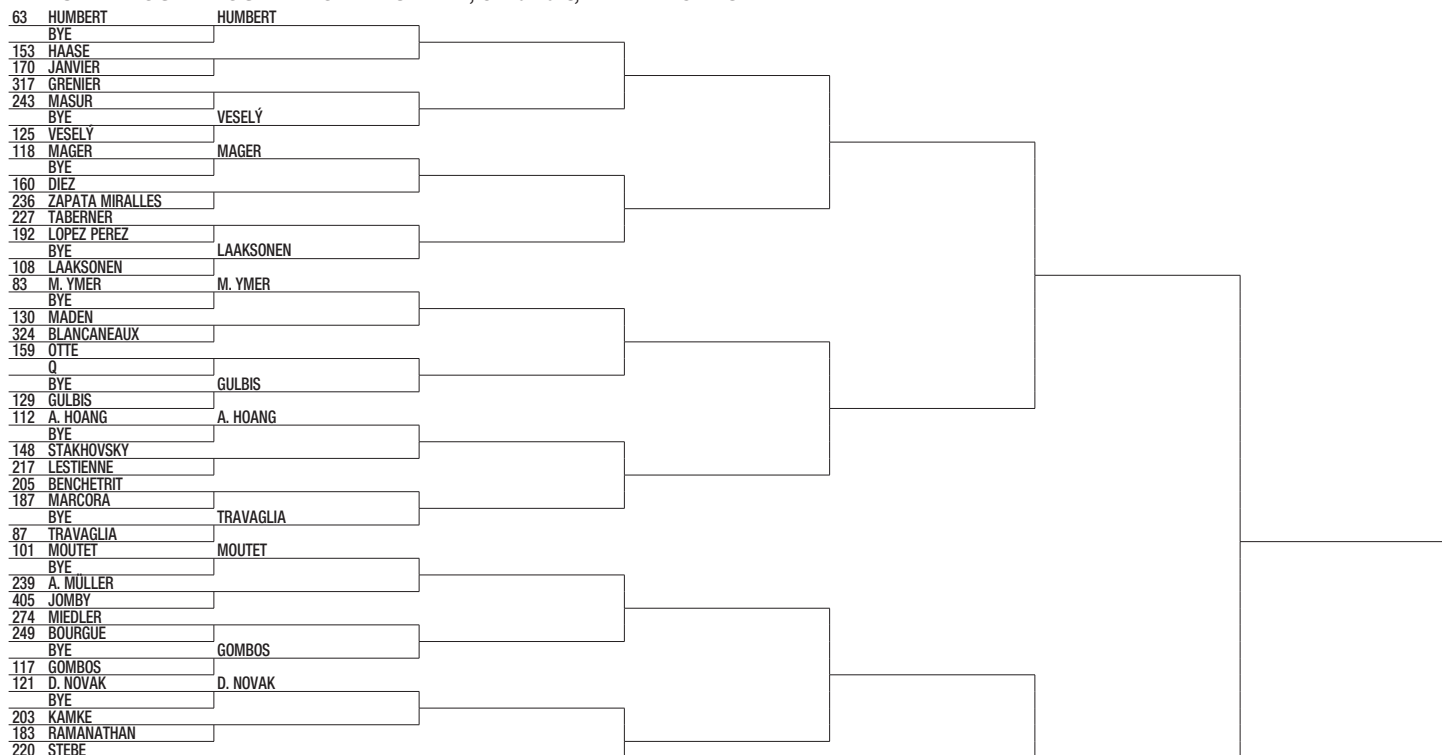 63 HUMBERT HUMBERT
BYE
153 HAASE
170 JANVIER
317 GRENIER
243 MASUR
BYE VESELÝ
125 VESELÝ
118 MAGER MAGER
BYE
160 DIEZ
236 ZAPATA MIRALLES
227 TABERNER
192 LOPEZ PEREZ
BYE LAAKSONEN
108 LAAKSONEN
83 M. YMER M. YMER
BYE
130 MADEN
324 BLANCANEAUX
159 OTTE
Q
BYE GULBIS
129 GULBIS
112 A. HOANG A. HOANG
BYE
148 STAKHOVSKY
217 LESTIENNE
205 BENCHETRIT
187 MARCORA
BYE TRAVAGLIA
87 TRAVAGLIA
101 MOUTET MOUTET
BYE
239 A. MÜLLER
405 JOMBY
274 MIEDLER
249 BOURGUE
BYE GOMBOS
117 GOMBOS
121 D. NOVAK D. NOVAK
BYE
203 KAMKE
183 RAMANATHAN
220 STEBE